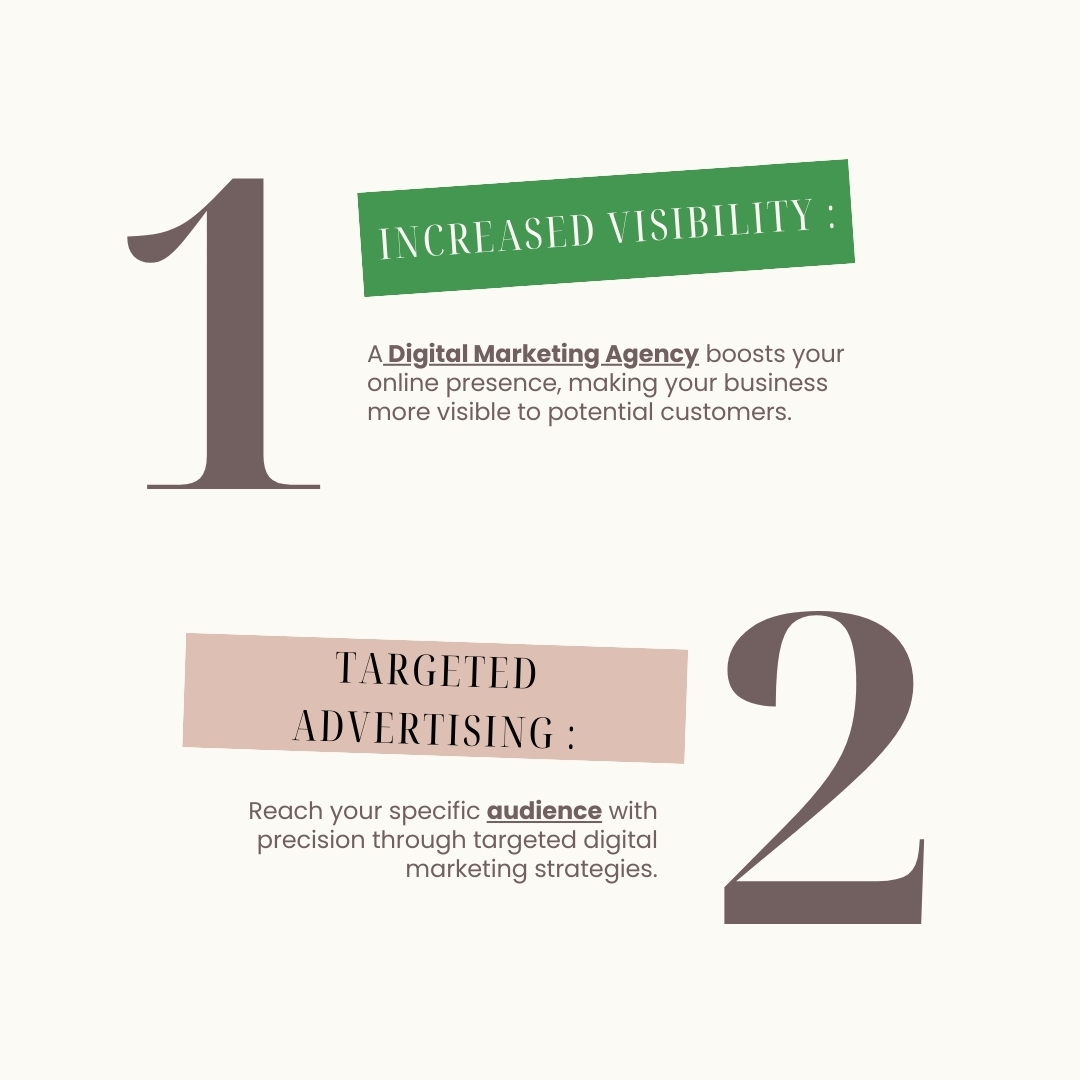 1
INCREASED VISIBILITY :
A Digital Marketing Agency boosts your
online presence, making your business
more visible to potential customers.
TARGETED
ADVERTISING :
2
Reach your specific audience with
precision through targeted digital
marketing strategies.